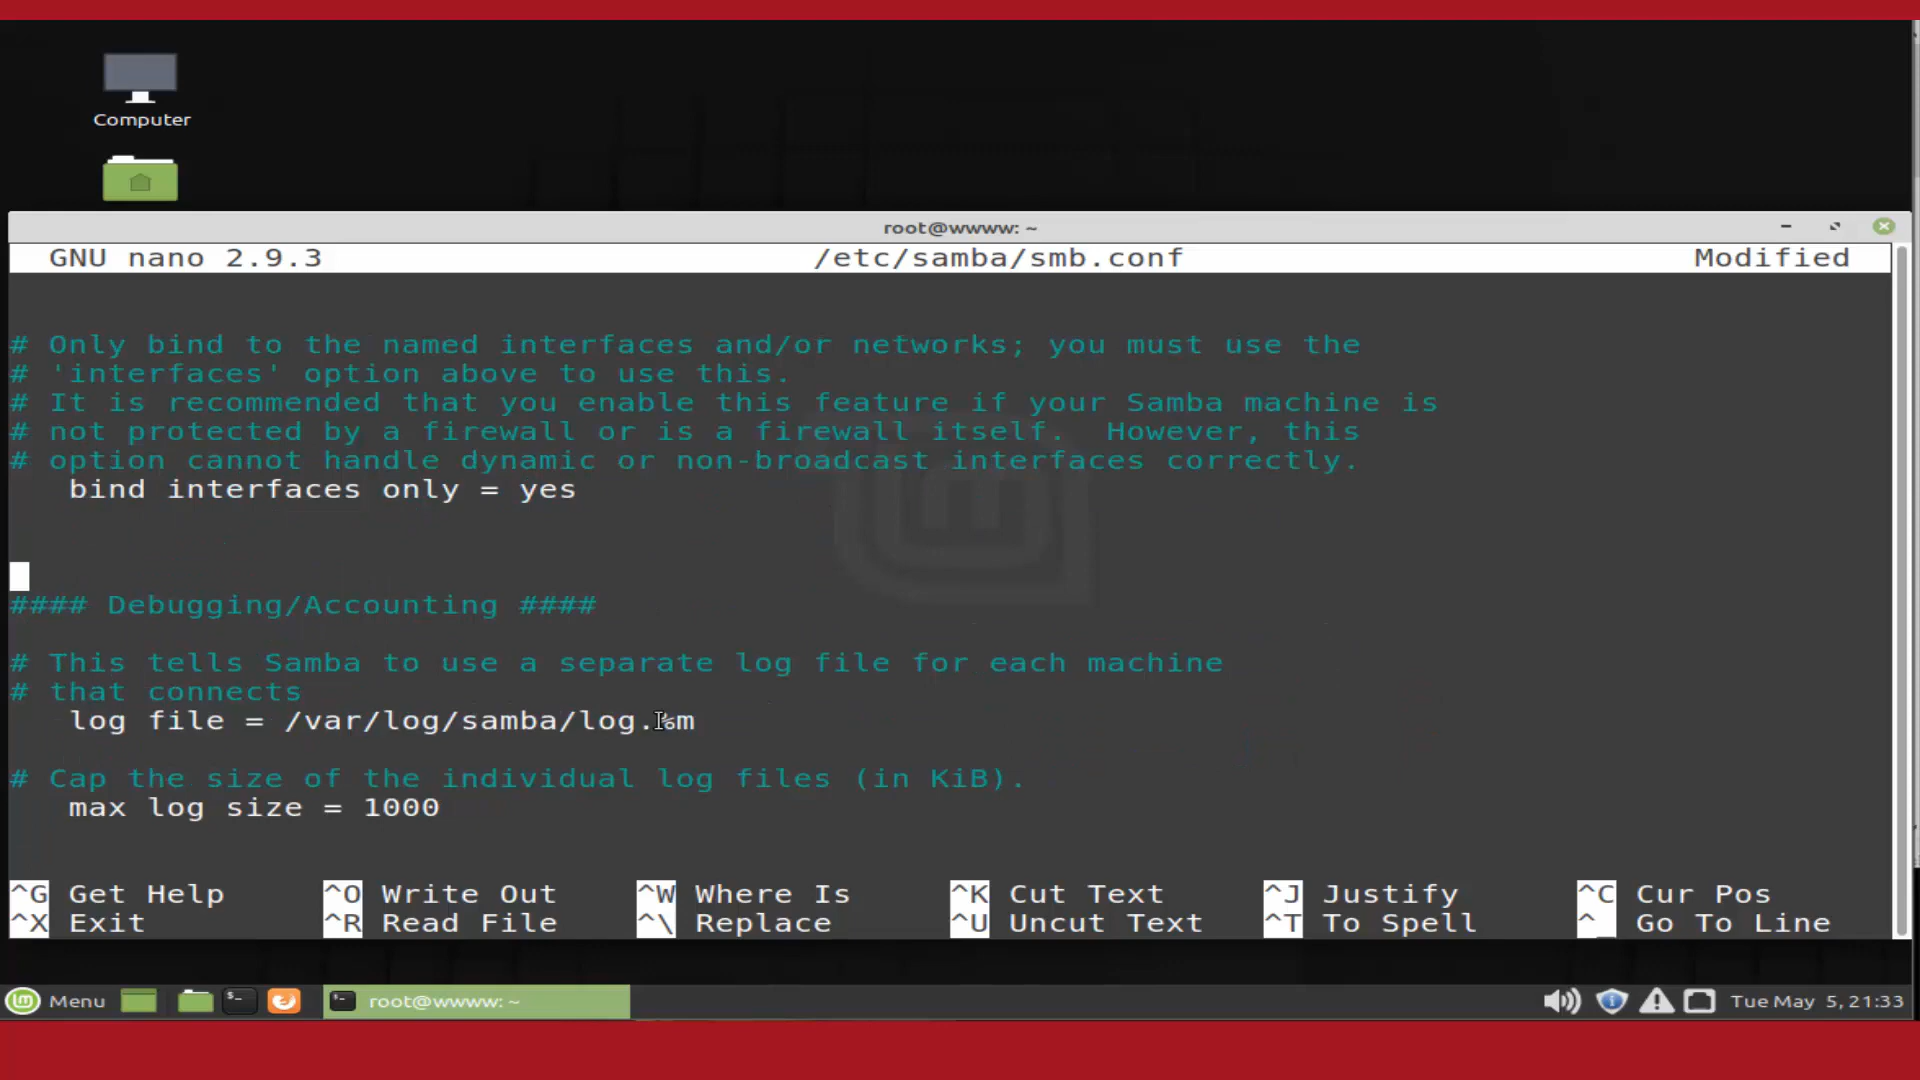 Computer
root@wwww: ~
GNU nano 2.9.3 /etc/samba/smb.conf Modified
# Only bind to the named interfaces and/or networks; you must use the
# 'interfaces' option above to use this.
# It is recommended that you enable this feature if your Samba machine is
# not protected by a firewall or is a firewall itself.  However, this
# option cannot handle dynamic or non-broadcast interfaces correctly.
bind interfaces only = yes
#### Debugging/Accounting ####
# This tells Samba to use a separate log file for each machine
# that connects
log file = /var/log/samba/log.%m
# Cap the size of the individual log files (in KiB).
max log size = 1000
^G Get Help ^O Write Out ^W Where Is ^K Cut Text ^J Justify ^C Cur Pos
^X Exit ^R Read File ^\ Replace ^U Uncut Text ^T To Spell ^_ Go To Line
Menu root@wwww: ~ Tue May 5, 21:33